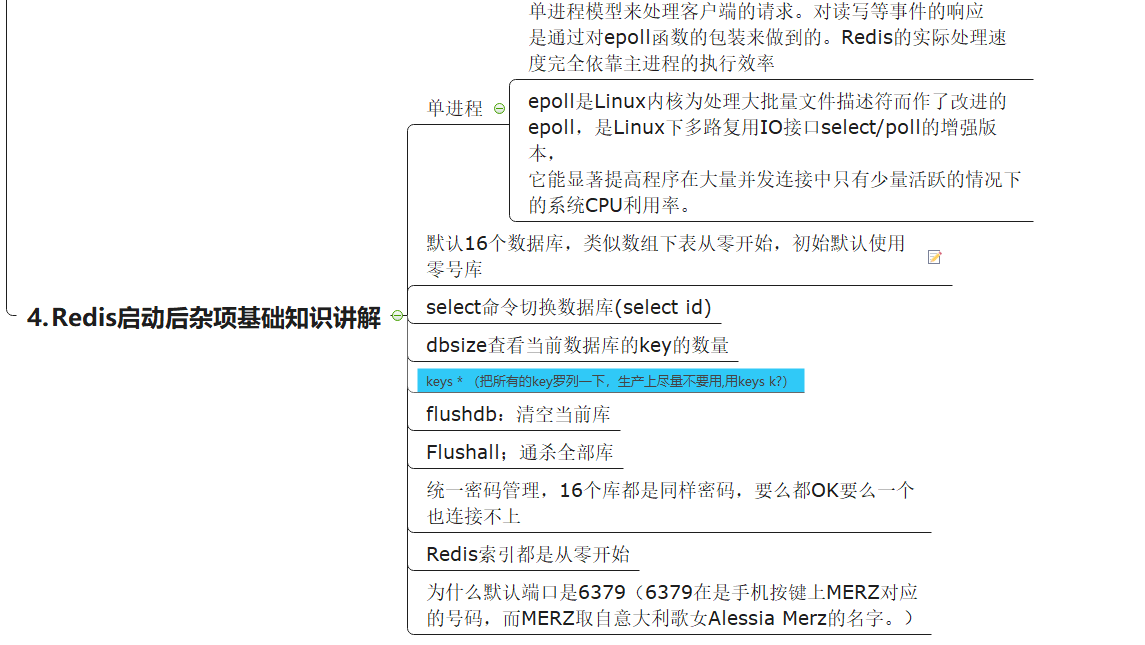 单进程模型来处理客户端的请求。对读写等事件的响应
是通过对epoll函数的包装来做到的。Redis的实际处理速
度完全依靠主进程的执行效率
单进程
epoll是Linux内核为处理大批量文件描述符而作了改进的
epoll，是Linux下多路复用IO接口select/poll的增强版
本，
它能显著提高程序在大量并发连接中只有少量活跃的情况下
的系统CPU利用率。
默认16个数据库，类似数组下表从零开始，初始默认使用
零号库
4.Redis启动后杂项基础知识讲解
select命令切换数据库(select id)
dbsize查看当前数据库的key的数量
keys * （把所有的key罗列一下，生产上尽量不要用,用keys k?）
flushdb：清空当前库
Flushall；通杀全部库
统一密码管理，16个库都是同样密码，要么都OK要么一个
也连接不上
Redis索引都是从零开始
为什么默认端口是6379（6379在是手机按键上MERZ对应
的号码，而MERZ取自意大利歌女Alessia Merz的名字。）